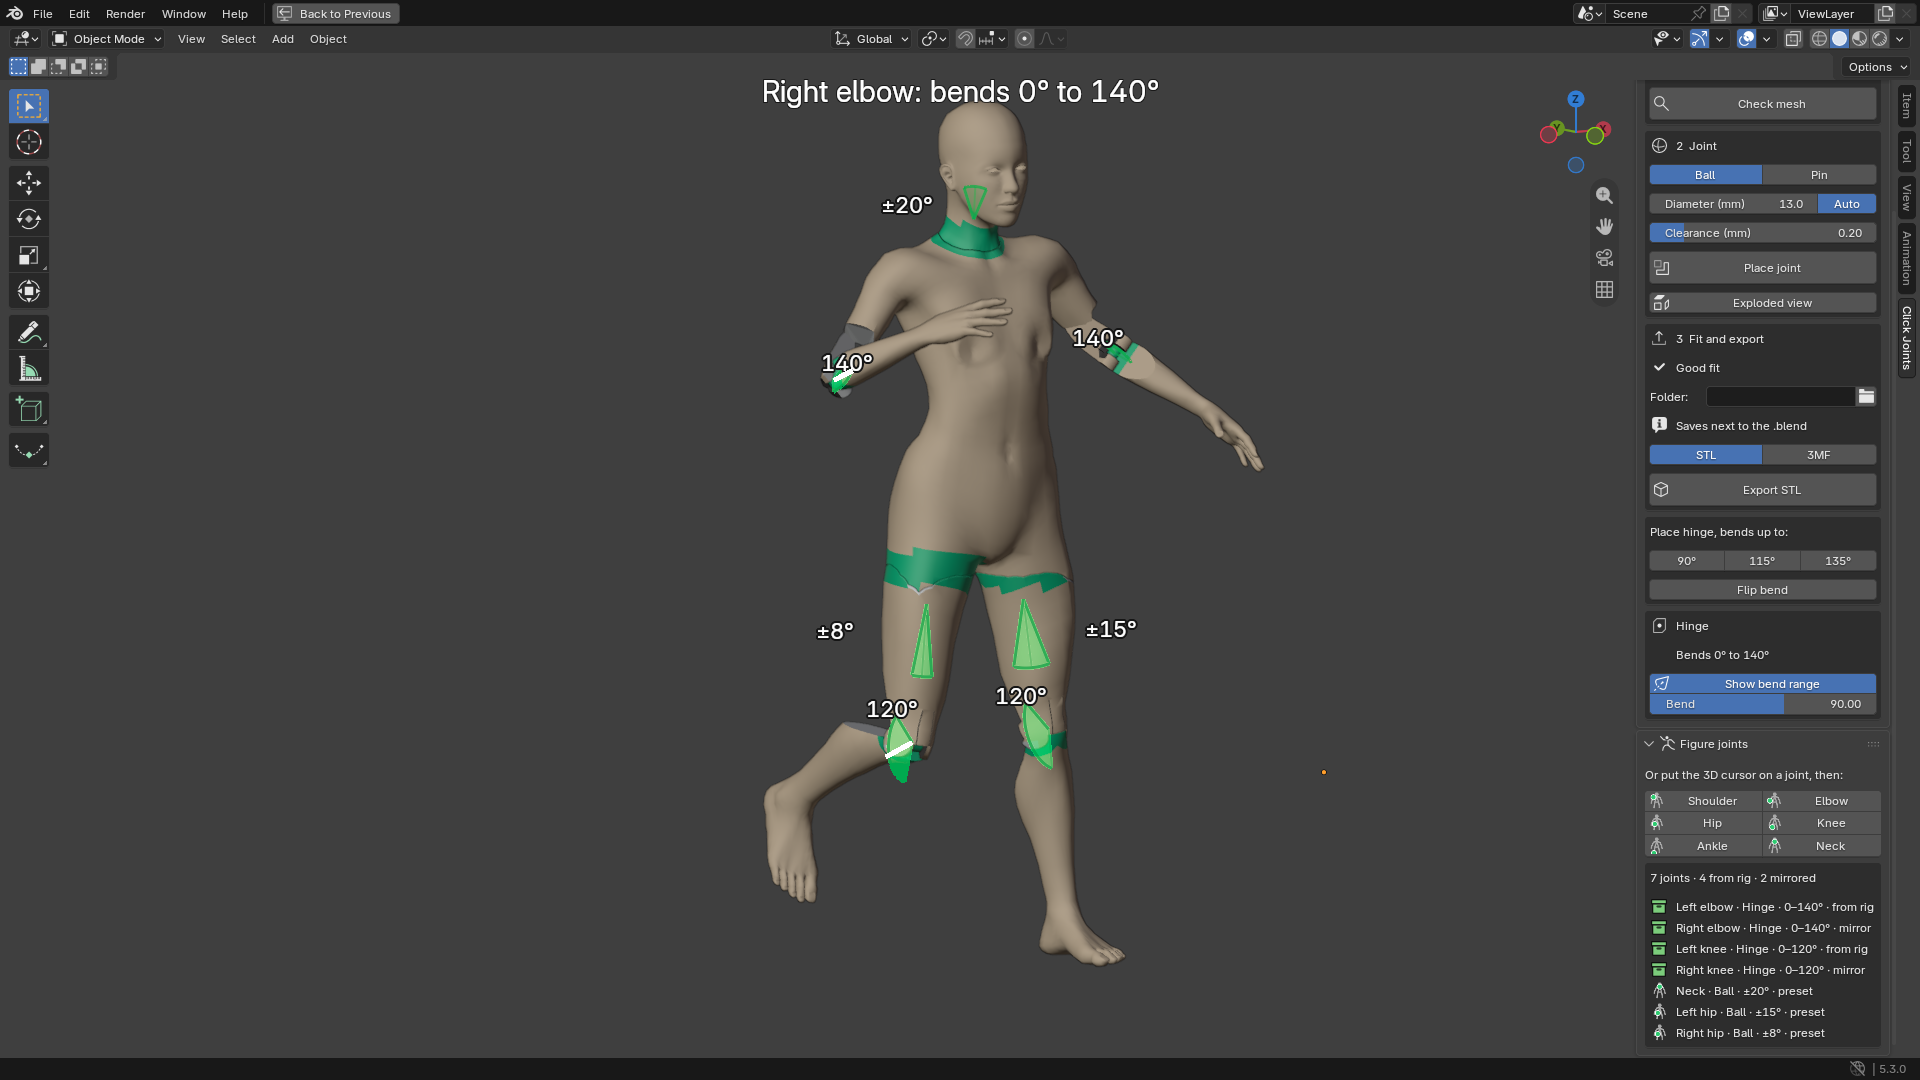 File Edit Render Window Help Back to Previous Scene ViewLayer
Object Mode View Select Add Object Global
Options
Right elbow: bends 0° to 140°
±20°
140°
140°
±8°
±15°
120°
120°
Z
Y
X
Item
Tool
View
Animation
Click Joints
Check mesh
2 Joint
Ball Pin
Diameter (mm) 13.0 Auto
Clearance (mm) 0.20
Place joint
Exploded view
3 Fit and export
Good fit
Folder:
Saves next to the .blend
STL 3MF
Export STL
Place hinge, bends up to:
90° 115° 135°
Flip bend
Hinge
Bends 0° to 140°
Show bend range
Bend 90.00
Figure joints
Or put the 3D cursor on a joint, then:
Shoulder Elbow
Hip Knee
Ankle Neck
7 joints · 4 from rig · 2 mirrored
Left elbow · Hinge · 0–140° · from rig
Right elbow · Hinge · 0–140° · mirror
Left knee · Hinge · 0–120° · from rig
Right knee · Hinge · 0–120° · mirror
Neck · Ball · ±20° · preset
Left hip · Ball · ±15° · preset
Right hip · Ball · ±8° · preset
5.3.0